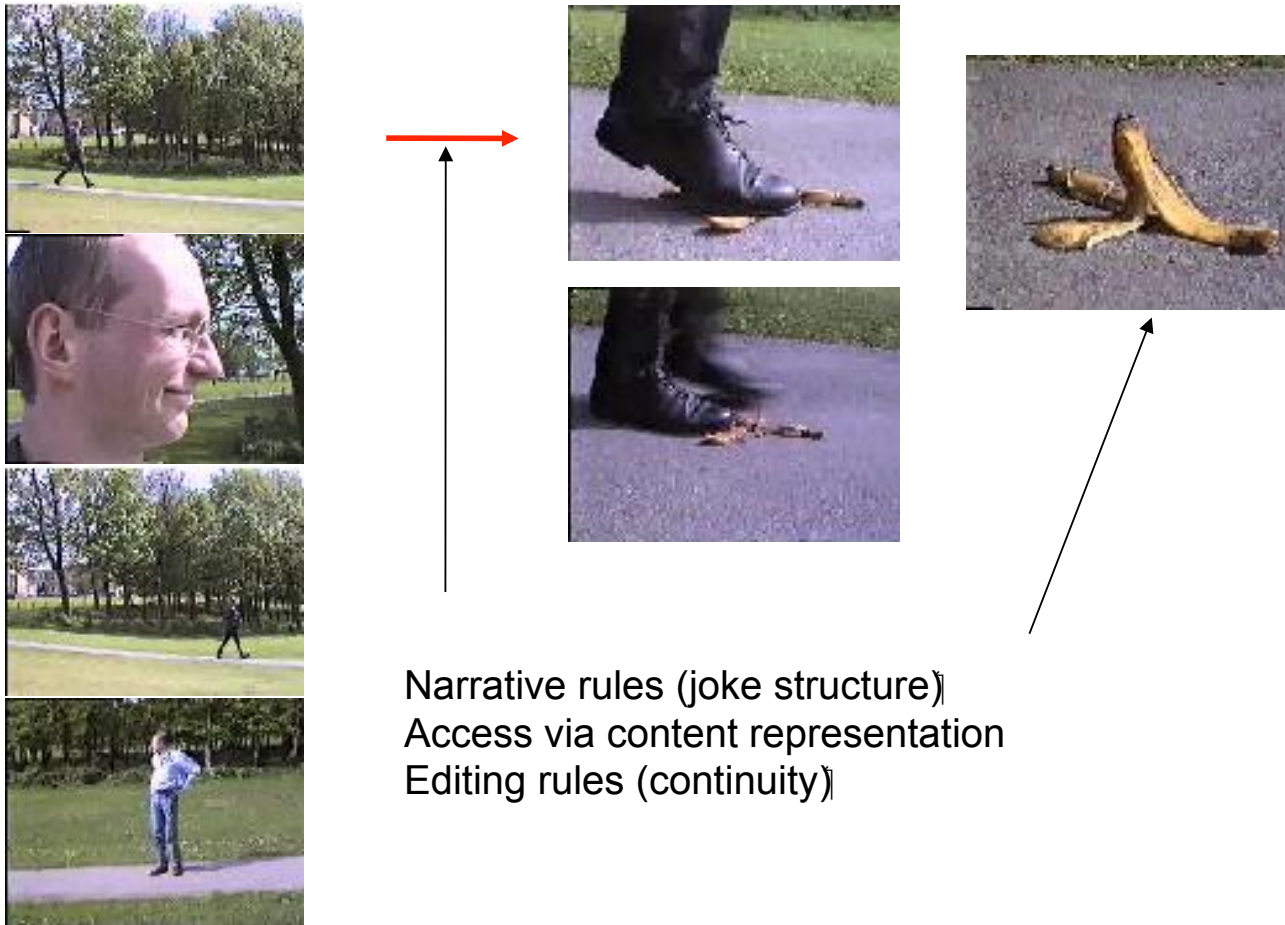 Narrative rules (joke structure)
Access via content representation
Editing rules (continuity)